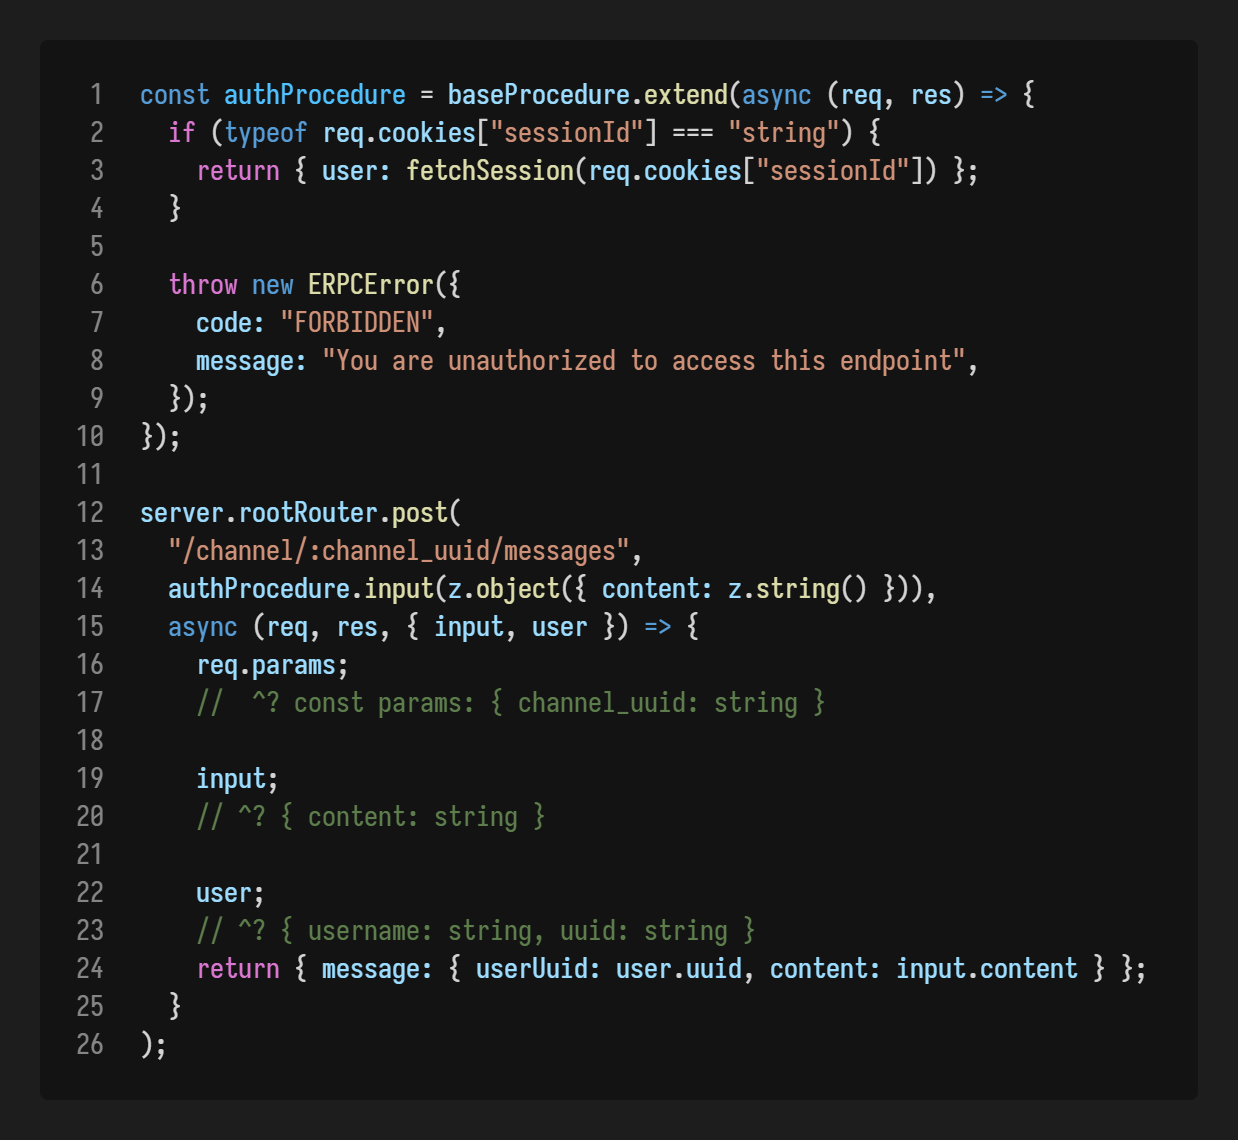 1 const authProcedure = baseProcedure.extend(async (req, res) => {
2   if (typeof req.cookies["sessionId"] === "string") {
3     return { user: fetchSession(req.cookies["sessionId"]) };
4   }
5
6   throw new ERPCError({
7     code: "FORBIDDEN",
8     message: "You are unauthorized to access this endpoint",
9   });
10 });
11
12 server.rootRouter.post(
13   "/channel/:channel_uuid/messages",
14   authProcedure.input(z.object({ content: z.string() })),
15   async (req, res, { input, user }) => {
16     req.params;
17     //  ^? const params: { channel_uuid: string }
18
19     input;
20     // ^? { content: string }
21
22     user;
23     // ^? { username: string, uuid: string }
24     return { message: { userUuid: user.uuid, content: input.content } };
25   }
26 );